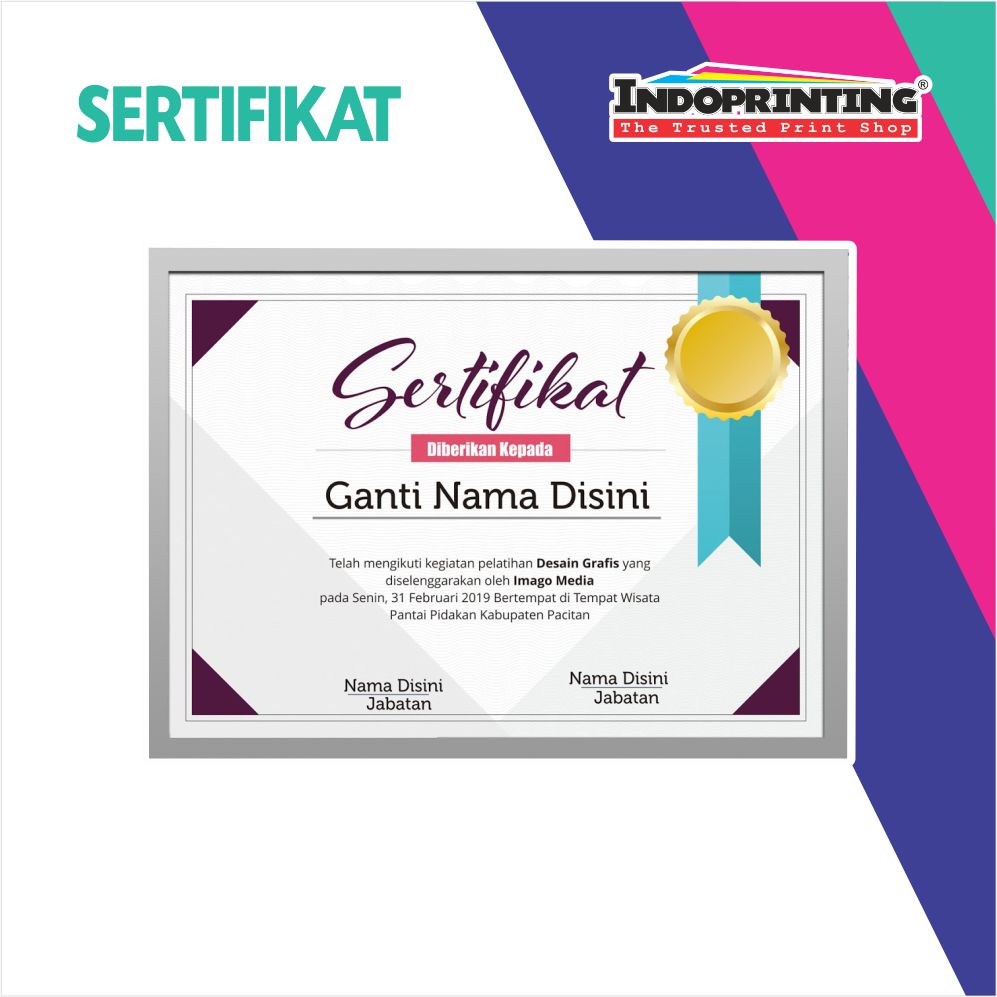 SERTIFIKAT
INDOPRINTING®
The Trusted Print Shop
Sertifikat
Diberikan Kepada
Ganti Nama Disini
Telah mengikuti kegiatan pelatihan Desain Grafis yang
diselenggarakan oleh Imago Media
pada Senin, 31 Februari 2019 Bertempat di Tempat Wisata
Pantai Pidakan Kabupaten Pacitan
Nama Disini
Jabatan
Nama Disini
Jabatan